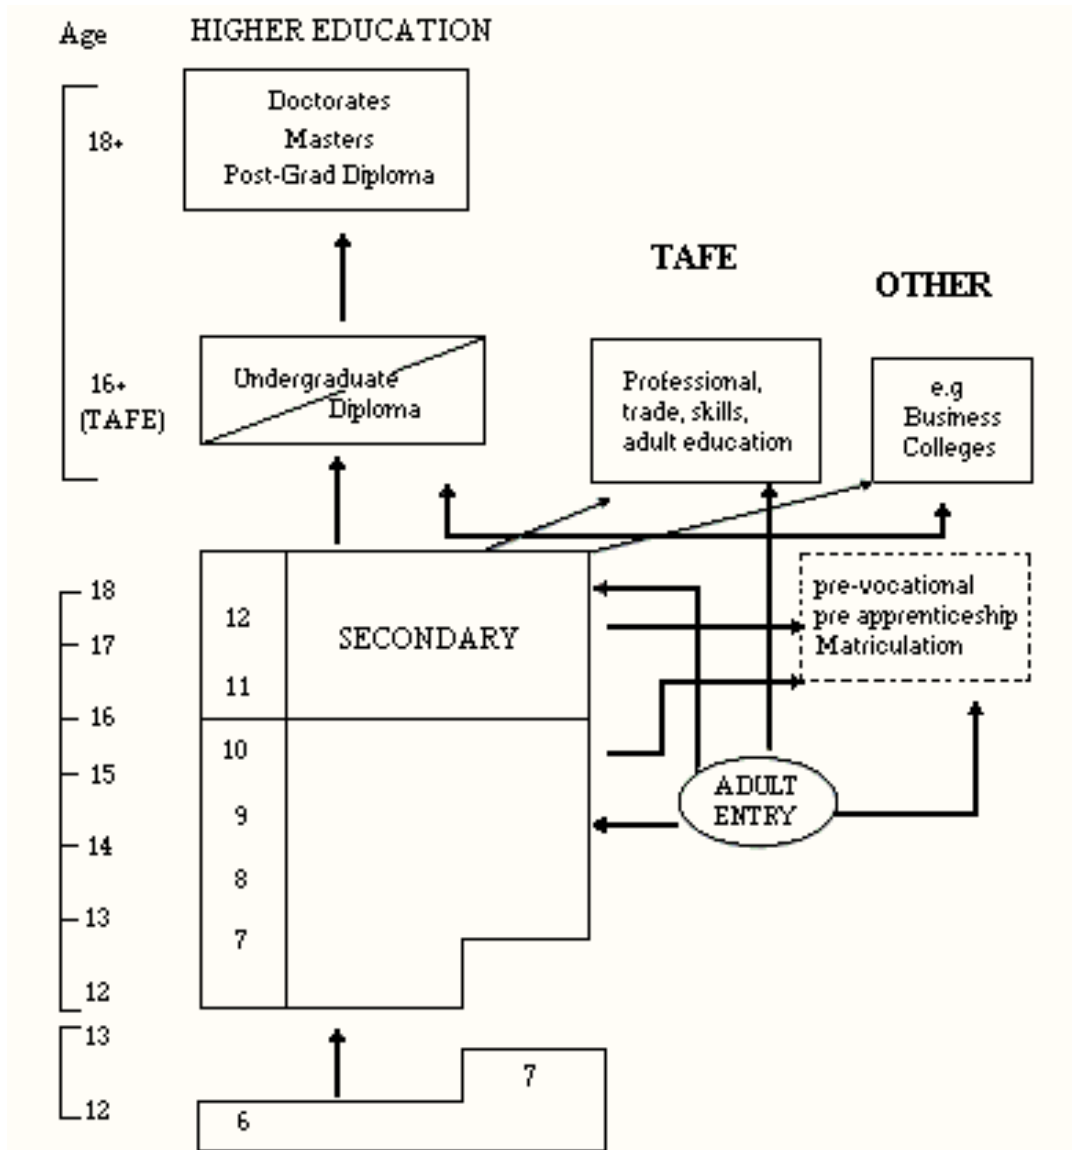 Age
HIGHER EDUCATION
18+
Doctorates
Masters
Post-Grad Diploma
TAFE
OTHER
16+
(TAFE)
Undergraduate
Diploma
Professional,
trade, skills,
adult education
e.g
Business
Colleges
18
17
16
15
14
13
12
12
11
10
9
8
7
SECONDARY
pre-vocational
pre apprenticeship
Matriculation
ADULT
ENTRY
13
12
7
6